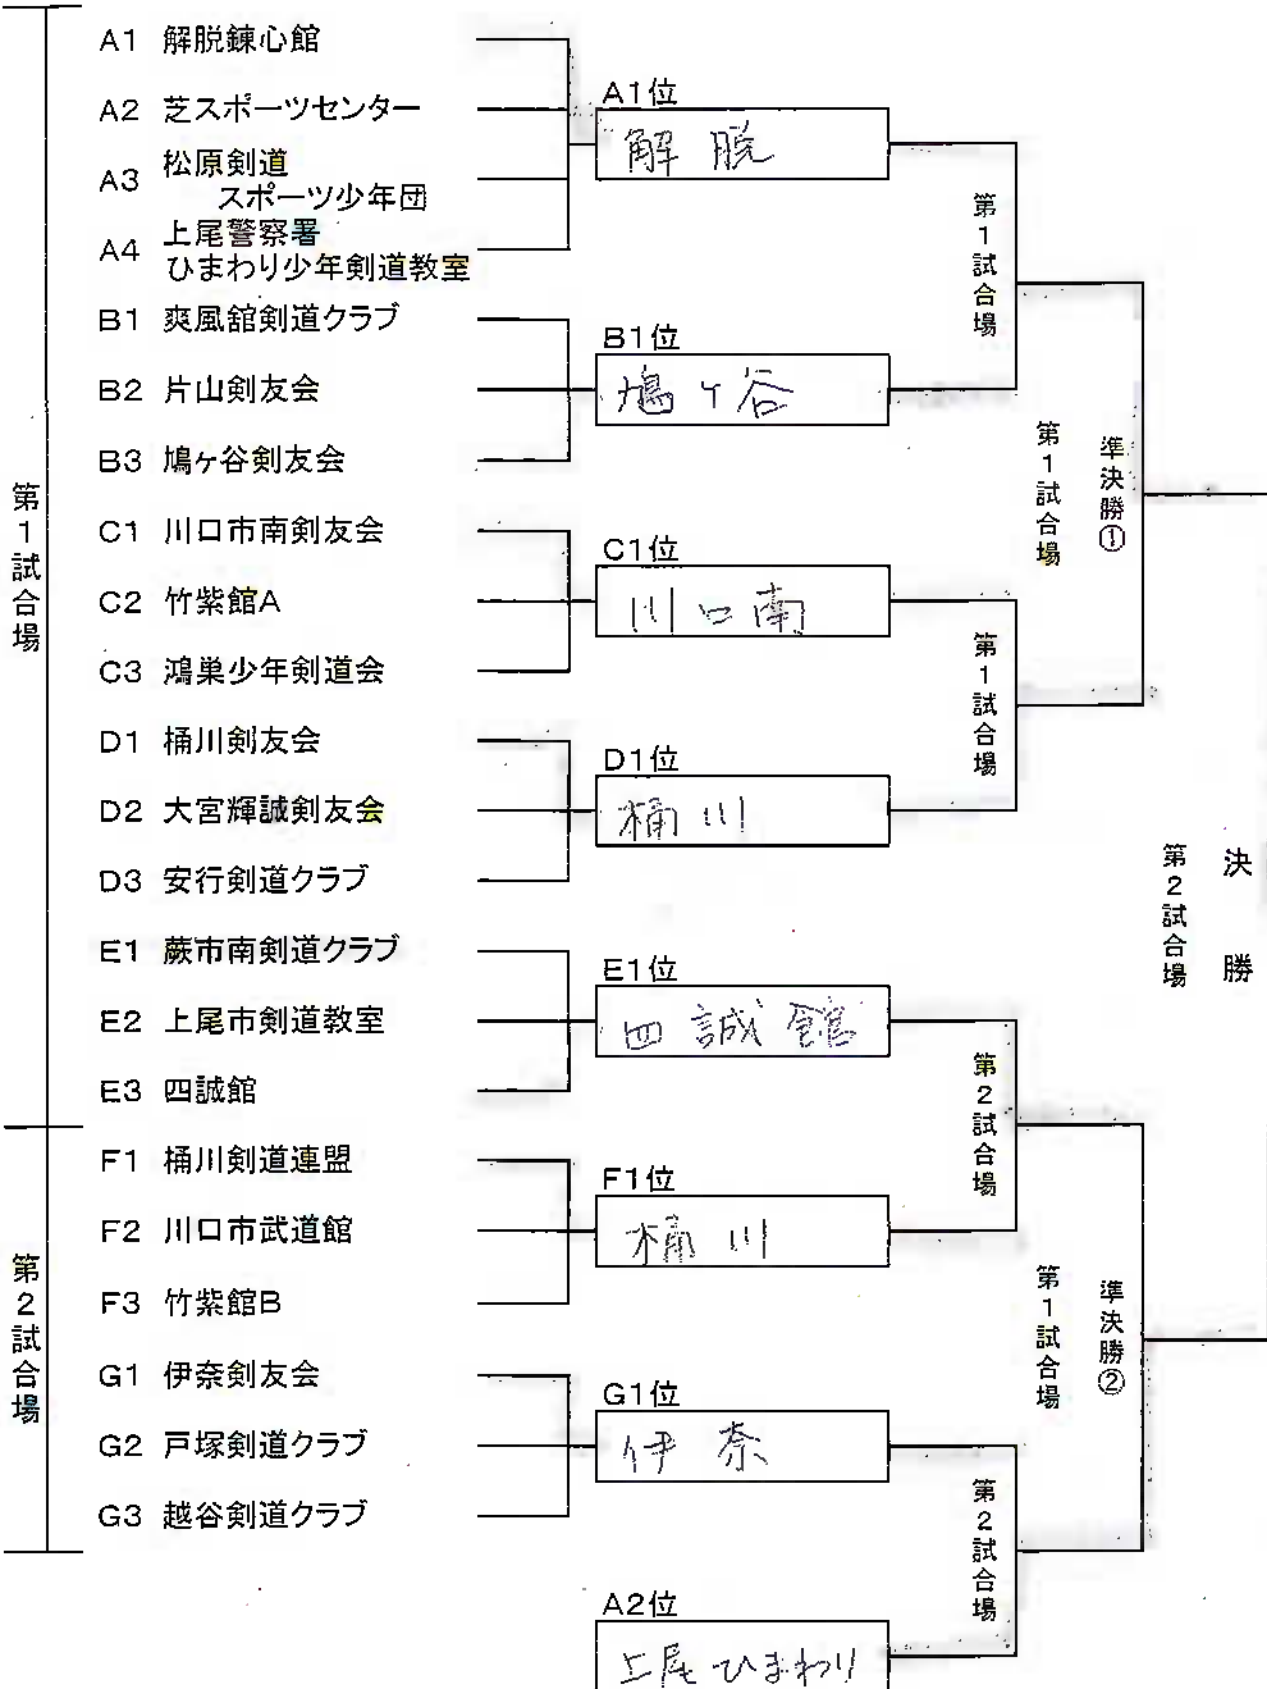 第1試合場
A1 解脱錬心館
A2 芝スポーツセンター
A3 松原剣道
スポーツ少年団
A4 上尾警察署
ひまわり少年剣道教室
B1 爽風舘剣道クラブ
B2 片山剣友会
B3 鳩ヶ谷剣友会
C1 川口市南剣友会
C2 竹紫館A
C3 鴻巣少年剣道会
D1 桶川剣友会
D2 大宮輝誠剣友会
D3 安行剣道クラブ
E1 蕨市南剣道クラブ
E2 上尾市剣道教室
E3 四誠館
第2試合場
F1 桶川剣道連盟
F2 川口市武道館
F3 竹紫館B
G1 伊奈剣友会
G2 戸塚剣道クラブ
G3 越谷剣道クラブ
A1位
解脱
B1位
鳩ヶ谷
C1位
川口南
D1位
桶川
E1位
四誠館
F1位
桶川
G1位
伊奈
A2位
上尾ひまわり
第1試合場
第1試合場
第2試合場
第2試合場
第1試合場
準決勝①
第1試合場
準決勝②
第2試合場
決勝